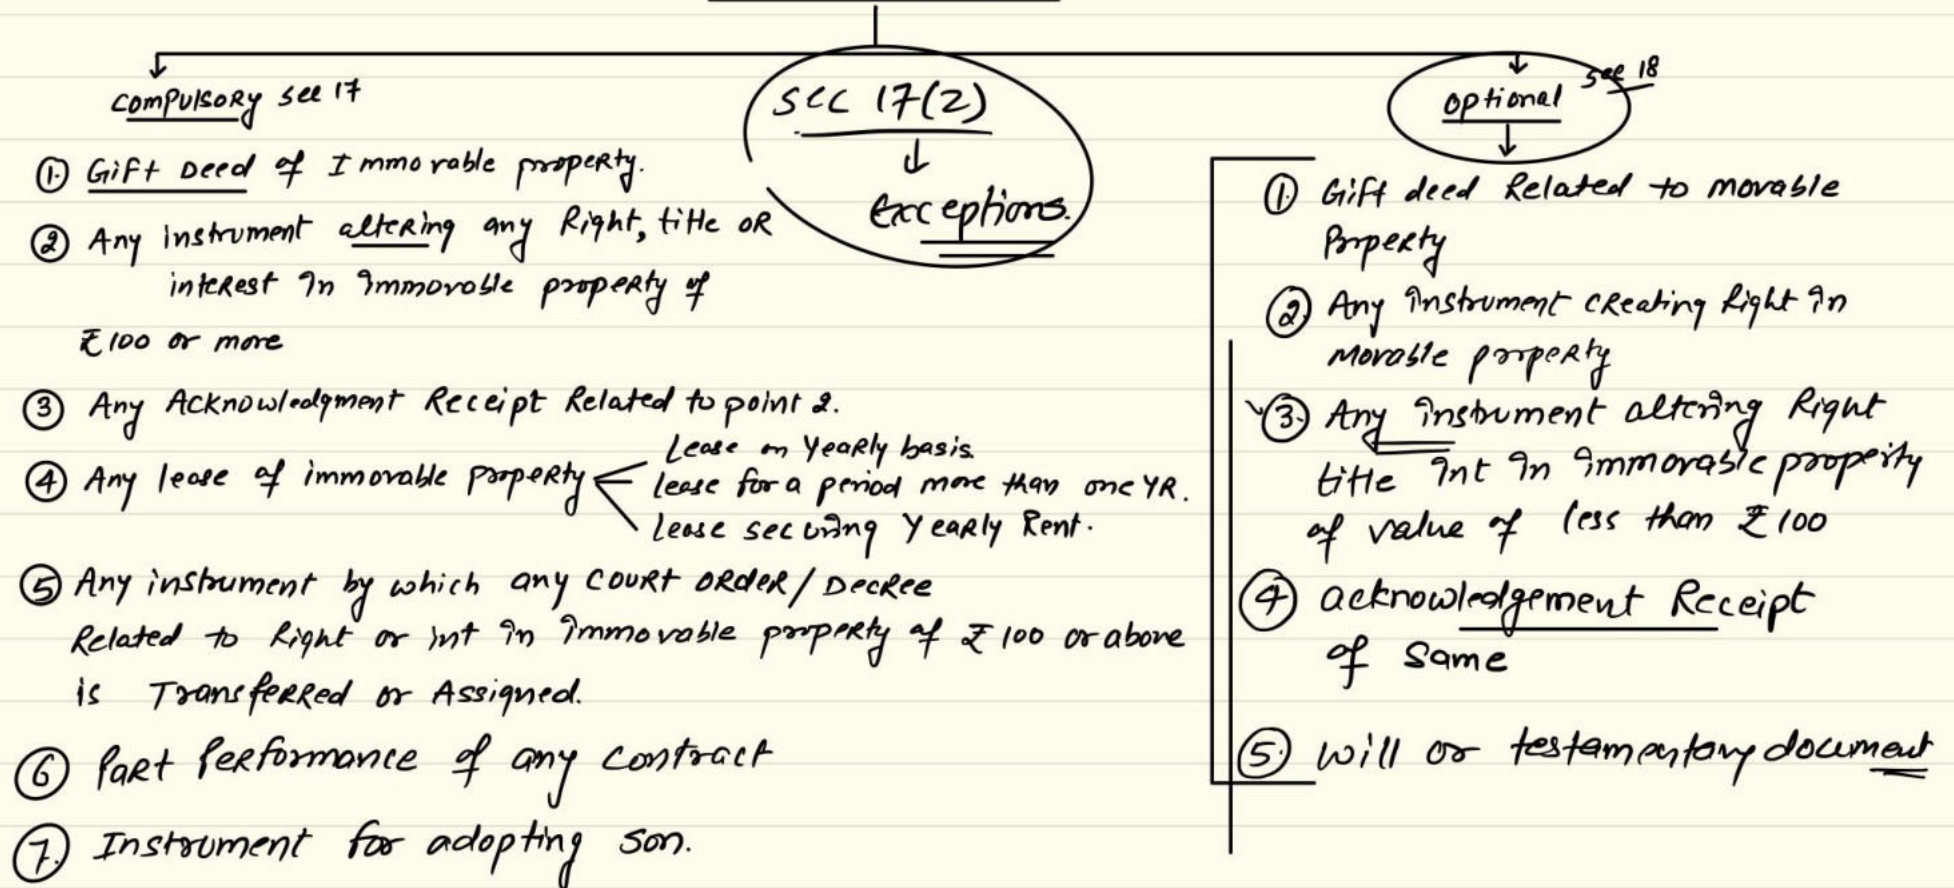 Compulsory sec 17
① Gift Deed of Immovable property.
② Any instrument altering any Right, title OR
interest in immovable property of
₹100 or more
③ Any Acknowledgment Receipt Related to point 2.
④ Any lease of immovable property
Lease on Yearly basis.
lease for a period more than one YR.
lease securing Yearly Rent.
⑤ Any instrument by which any court order/Decree
Related to Right or int in immovable property of ₹100 or above
is Transferred or Assigned.
⑥ Part Performance of any contract
⑦ Instrument for adopting son.
Sec 17(2)
exceptions.
optional sec 18
① Gift deed Related to movable
Property
② Any instrument creating Right in
Movable property
③ Any instrument altering Right
title int in immovable property
of value of less than ₹100
④ acknowledgement Receipt
of same
⑤ will or testamentary document